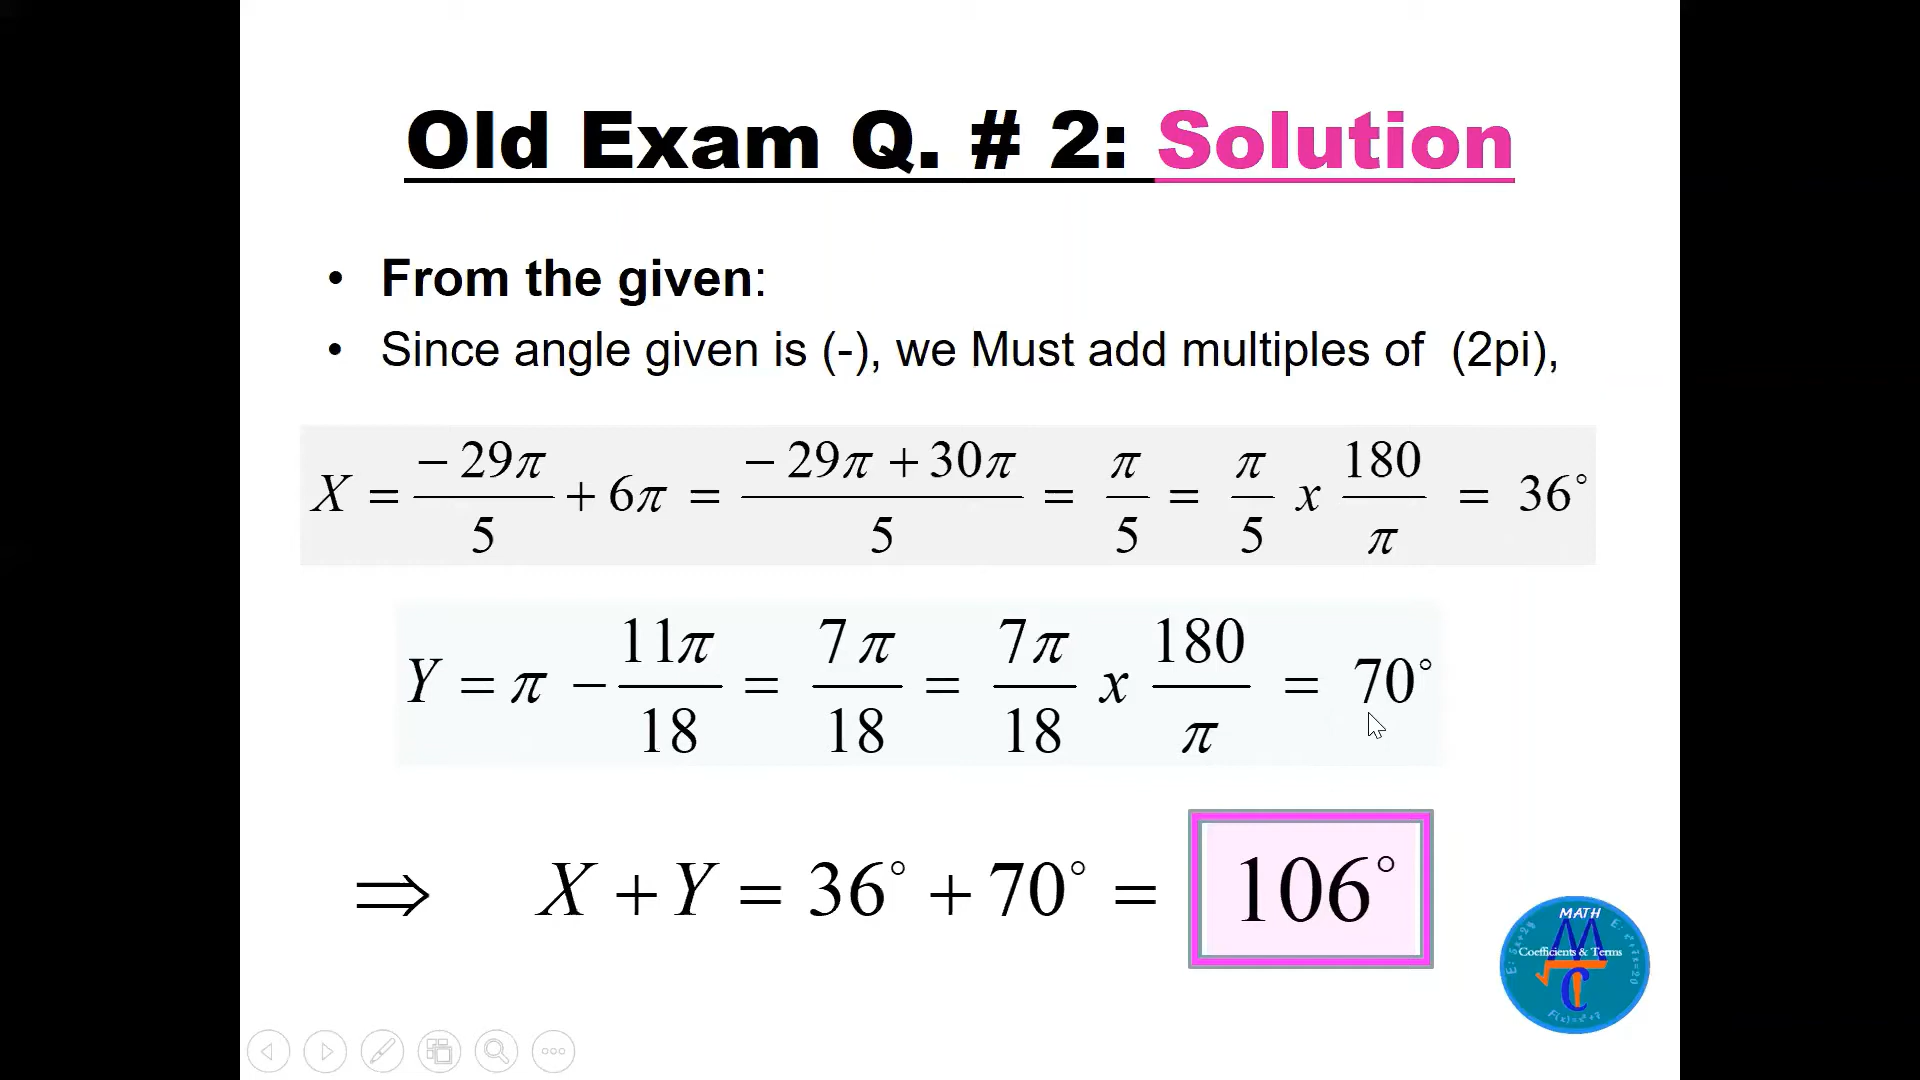 Old Exam Q. # 2: Solution
• From the given:
• Since angle given is (-), we Must add multiples of (2pi),
X = −29π/5 + 6π = (−29π + 30π)/5 = π/5 = π/5 x 180/π = 36°
Y = π − 11π/18 = 7π/18 = 7π/18 x 180/π = 70°
⇒ X + Y = 36° + 70° = 106°
MATH
Coefficients & Terms